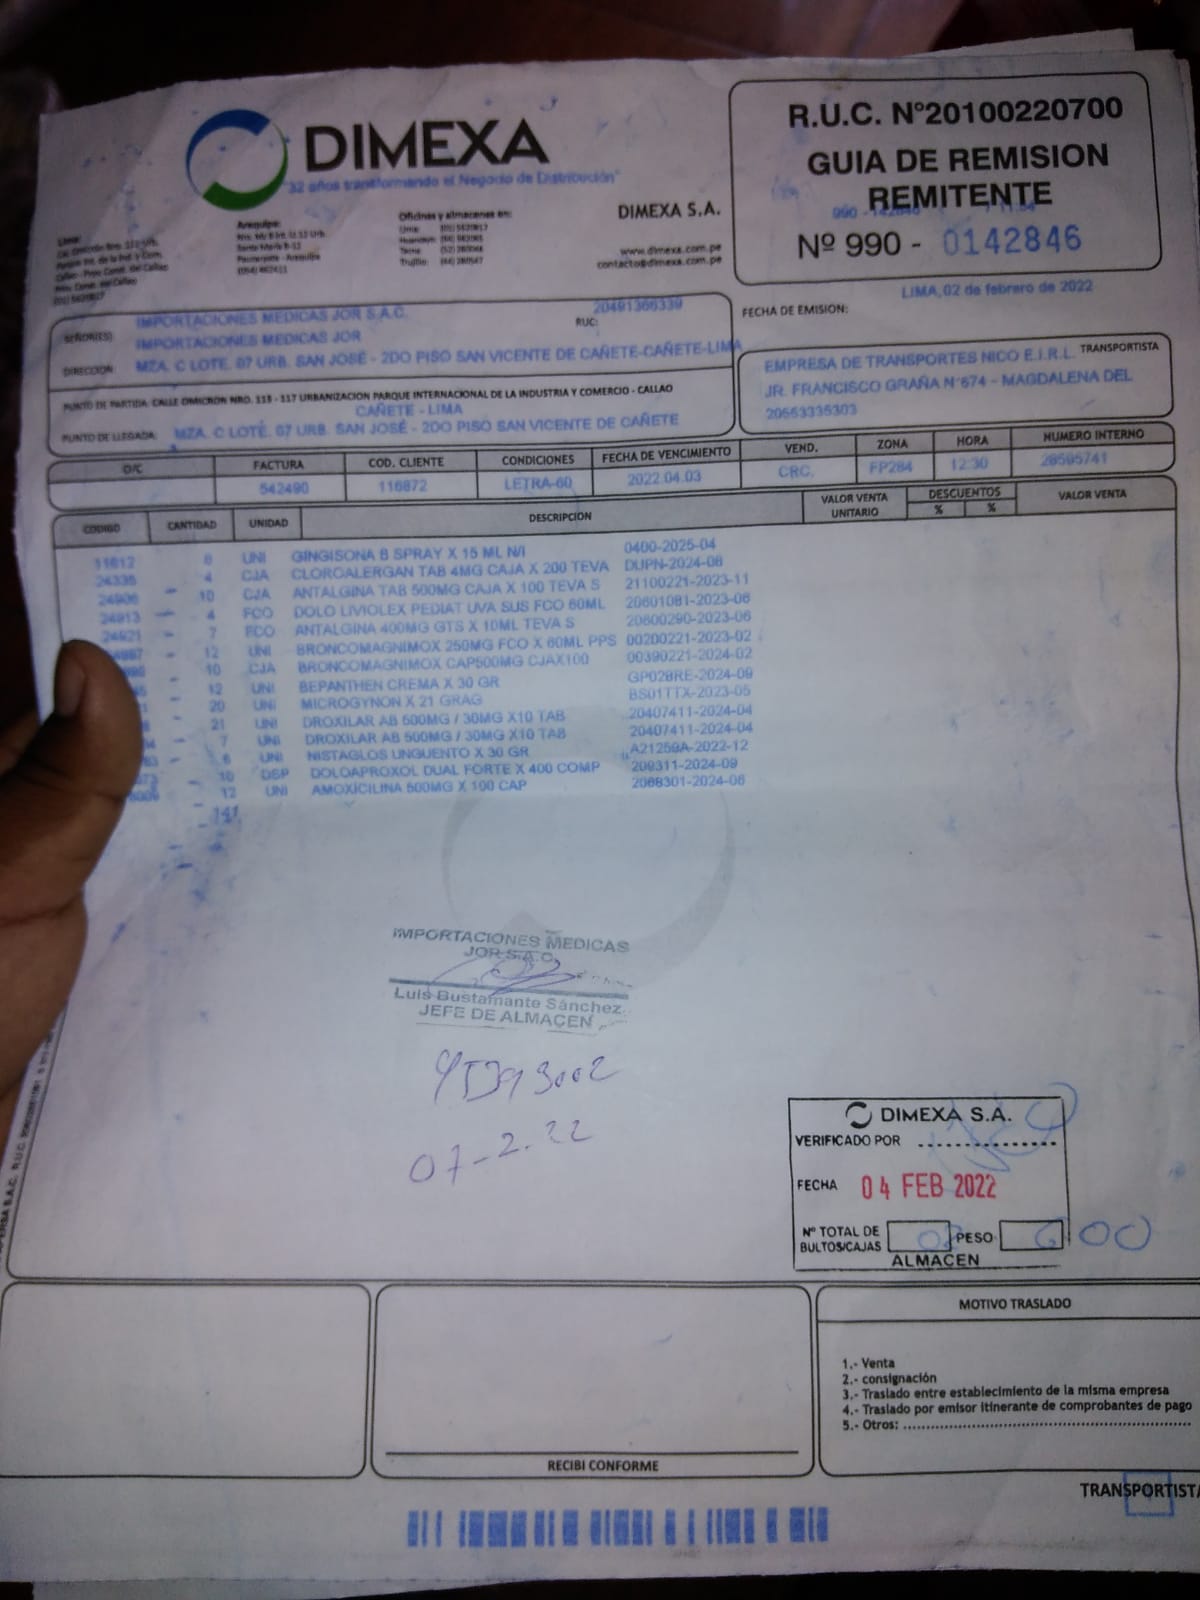 DIMEXA
"32 años transformando el Negocio de Distribución"
R.U.C. Nº20100220700
GUIA DE REMISION
REMITENTE
Nº 990 - 0142846
DIMEXA S.A.
www.dimexa.com.pe
contacto@dimexa.com.pe
Oficinas y almacenes en:
Lima:
Arequipa:
LIMA, 02 de febrero de 2022
FECHA DE EMISION:
SEÑOR(ES)
IMPORTACIONES MEDICAS JOR S.A.C.
RUC: 20491366339
IMPORTACIONES MEDICAS JOR
DIRECCION MZA. C LOTE. 07 URB. SAN JOSÉ - 2DO PISO SAN VICENTE DE CAÑETE-CAÑETE-LIMA
PUNTO DE PARTIDA: CALLE OMICRON NRO. 115 - 117 URBANIZACION PARQUE INTERNACIONAL DE LA INDUSTRIA Y COMERCIO - CALLAO
CAÑETE - LIMA
PUNTO DE LLEGADA: MZA. C LOTE. 07 URB. SAN JOSÉ - 2DO PISO SAN VICENTE DE CAÑETE
TRANSPORTISTA
EMPRESA DE TRANSPORTES NICO E.I.R.L.
JR. FRANCISCO GRAÑA N°674 - MAGDALENA DEL
20553335303
O/C FACTURA COD. CLIENTE CONDICIONES FECHA DE VENCIMIENTO VEND. ZONA HORA NUMERO INTERNO
542490 116872 LETRA-60 2022.04.03 CRC. FP284 12:30 28595741
CODIGO CANTIDAD UNIDAD DESCRIPCION VALOR VENTA UNITARIO DESCUENTOS % % VALOR VENTA
11612 8 UNI GINGISONA B SPRAY X 15 ML N/I 0400-2025-04
24335 4 CJA CLOROALERGAN TAB 4MG CAJA X 200 TEVA DUPN-2024-08
24906 10 CJA ANTALGINA TAB 500MG CAJA X 100 TEVA S 21100221-2023-11
24913 4 FCO DOLO LIVIOLEX PEDIAT UVA SUS FCO 60ML 20601081-2023-06
24921 7 FCO ANTALGINA 400MG GTS X 10ML TEVA S 20600290-2023-06
12 UNI BRONCOMAGNIMOX 250MG FCO X 60ML PPS 00200221-2023-02
10 CJA BRONCOMAGNIMOX CAP500MG CJAX100 00390221-2024-02
12 UNI BEPANTHEN CREMA X 30 GR GP028RE-2024-09
20 UNI MICROGYNON X 21 GRAG BS01TTX-2023-05
21 UNI DROXILAR AB 500MG / 30MG X10 TAB 20407411-2024-04
7 UNI DROXILAR AB 500MG / 30MG X10 TAB 20407411-2024-04
6 UNI NISTAGLOS UNGUENTO X 30 GR A21259A-2022-12
10 DSP DOLOAPROXOL DUAL FORTE X 400 COMP 209311-2024-09
12 UNI AMOXICILINA 500MG X 100 CAP 2068301-2024-06
141
IMPORTACIONES MEDICAS
JOR S.A.C.
Luis Bustamante Sánchez
JEFE DE ALMACEN
07-2.22
DIMEXA S.A.
VERIFICADO POR
FECHA 04 FEB 2022
Nº TOTAL DE BULTOS/CAJAS 02 PESO 600
ALMACEN
MOTIVO TRASLADO
1.- Venta
2.- consignación
3.- Traslado entre establecimiento de la misma empresa
4.- Traslado por emisor itinerante de comprobantes de pago
5.- Otros:
RECIBI CONFORME
TRANSPORTISTA